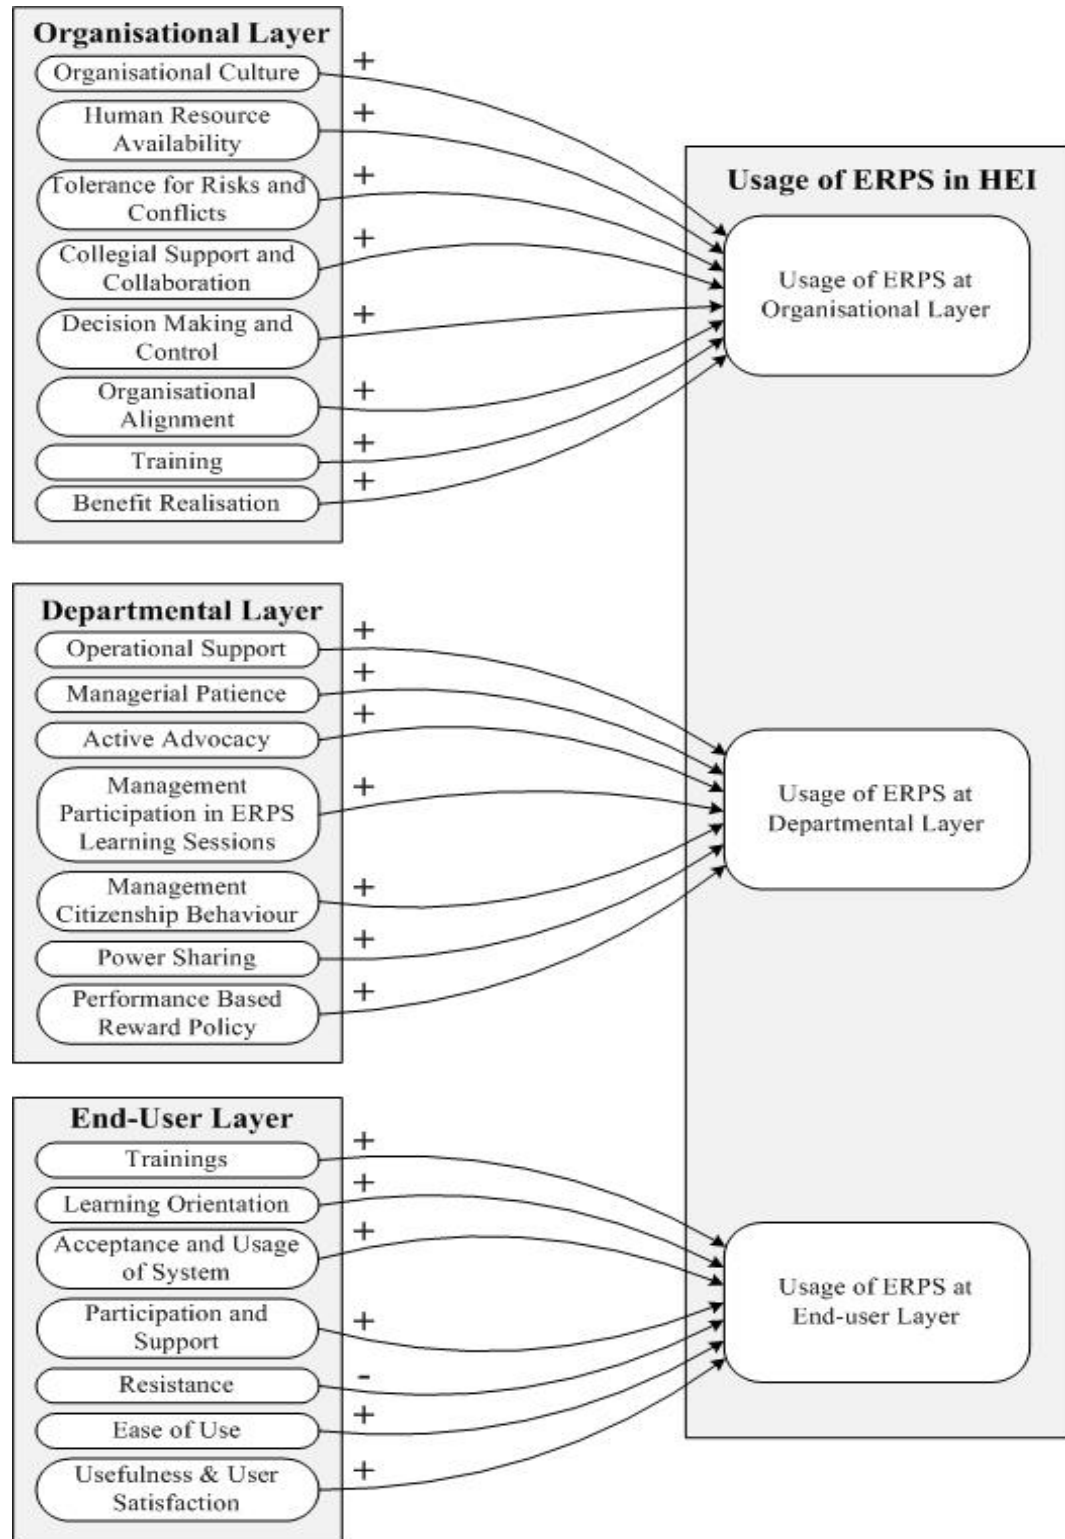 Organisational Layer
Organisational Culture
+
Human Resource
Availability
+
Tolerance for Risks and
Conflicts
+
Collegial Support and
Collaboration
+
Decision Making and
Control
+
Organisational
Alignment
+
Training
+
Benefit Realisation
+
Departmental Layer
Operational Support
+
Managerial Patience
+
Active Advocacy
+
Management
Participation in ERPS
Learning Sessions
+
Management
Citizenship Behaviour
+
Power Sharing
+
Performance Based
Reward Policy
+
End-User Layer
Trainings
+
Learning Orientation
+
Acceptance and Usage
of System
+
Participation and
Support
+
Resistance
-
Ease of Use
+
Usefulness & User
Satisfaction
+
Usage of ERPS in HEI
Usage of ERPS at
Organisational Layer
Usage of ERPS at
Departmental Layer
Usage of ERPS at
End-user Layer